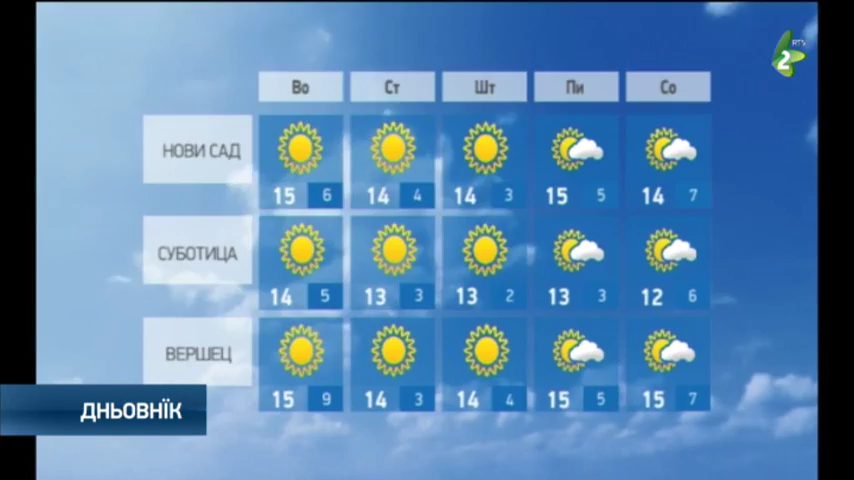 RTV
2
Во Ст Шт Пи Со
НОВИ САД 15 6 14 4 14 3 15 5 14 7
СУБОТИЦА 14 5 13 3 13 2 13 3 12 6
ВЕРШЕЦ 15 9 14 3 14 4 15 5 15 7
ДНЬОВНЇК